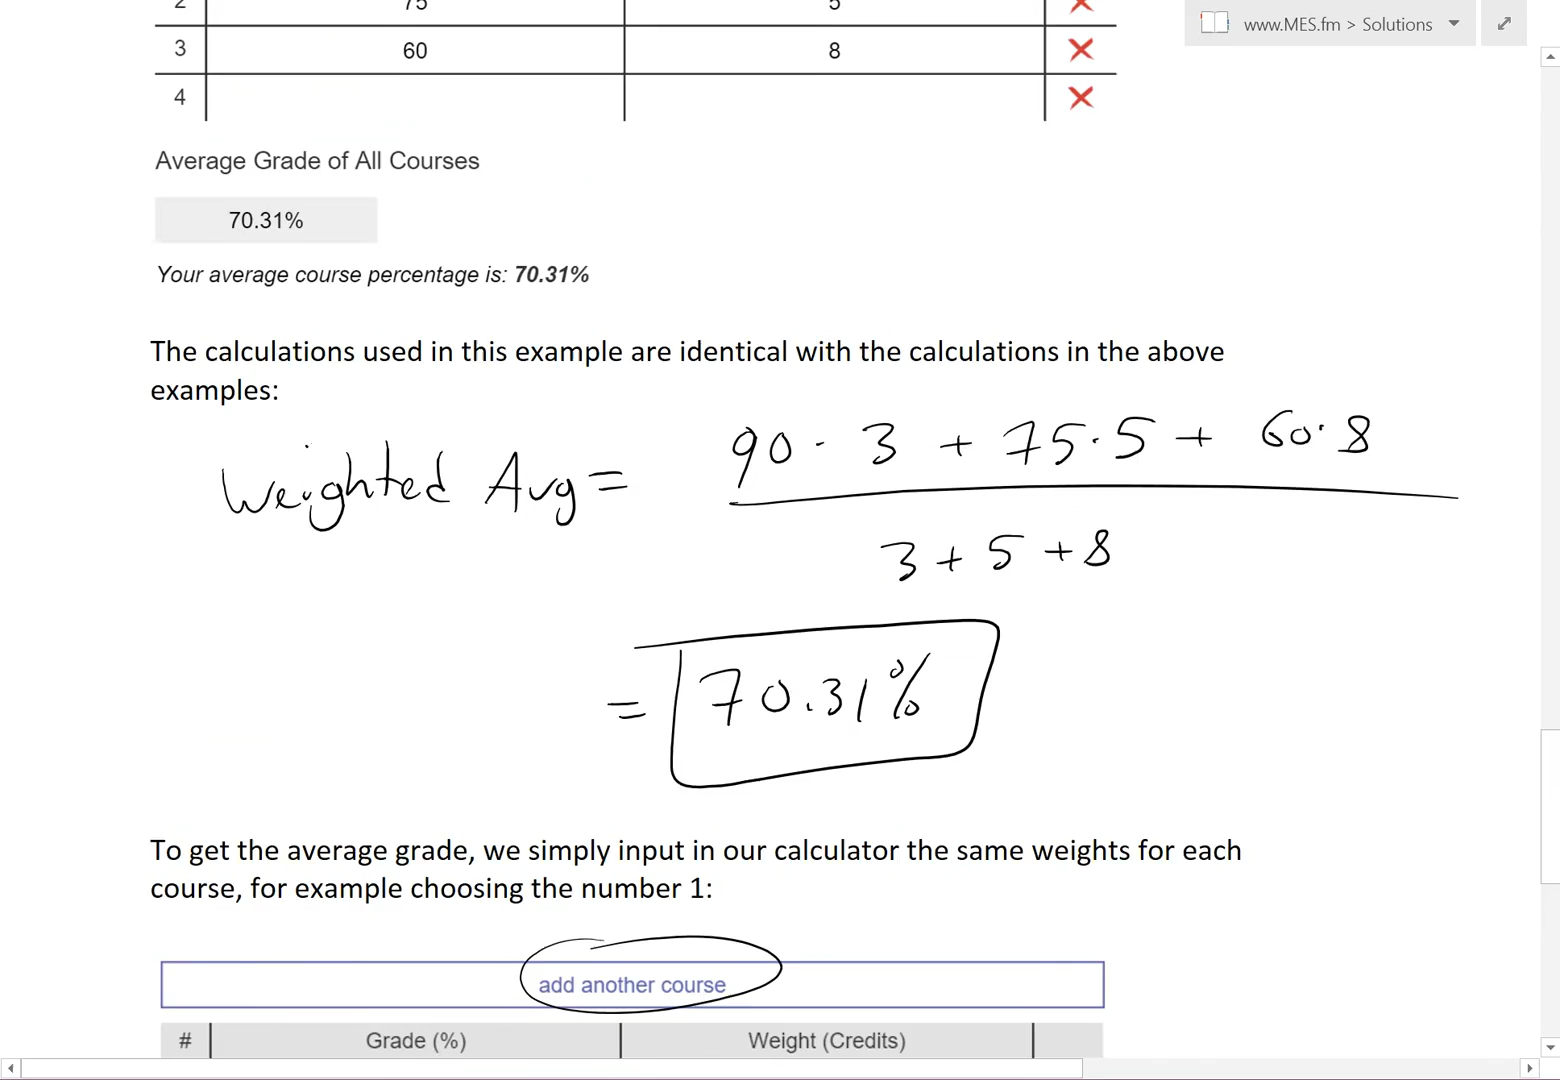 www.MES.fm > Solutions
2 75 5
3 60 8
4
Average Grade of All Courses
70.31%
Your average course percentage is: 70.31%
The calculations used in this example are identical with the calculations in the above
examples:
Weighted Avg = 90 · 3 + 75 · 5 + 60 · 8
3 + 5 + 8
= 70.31%
To get the average grade, we simply input in our calculator the same weights for each
course, for example choosing the number 1:
add another course
# Grade (%) Weight (Credits)